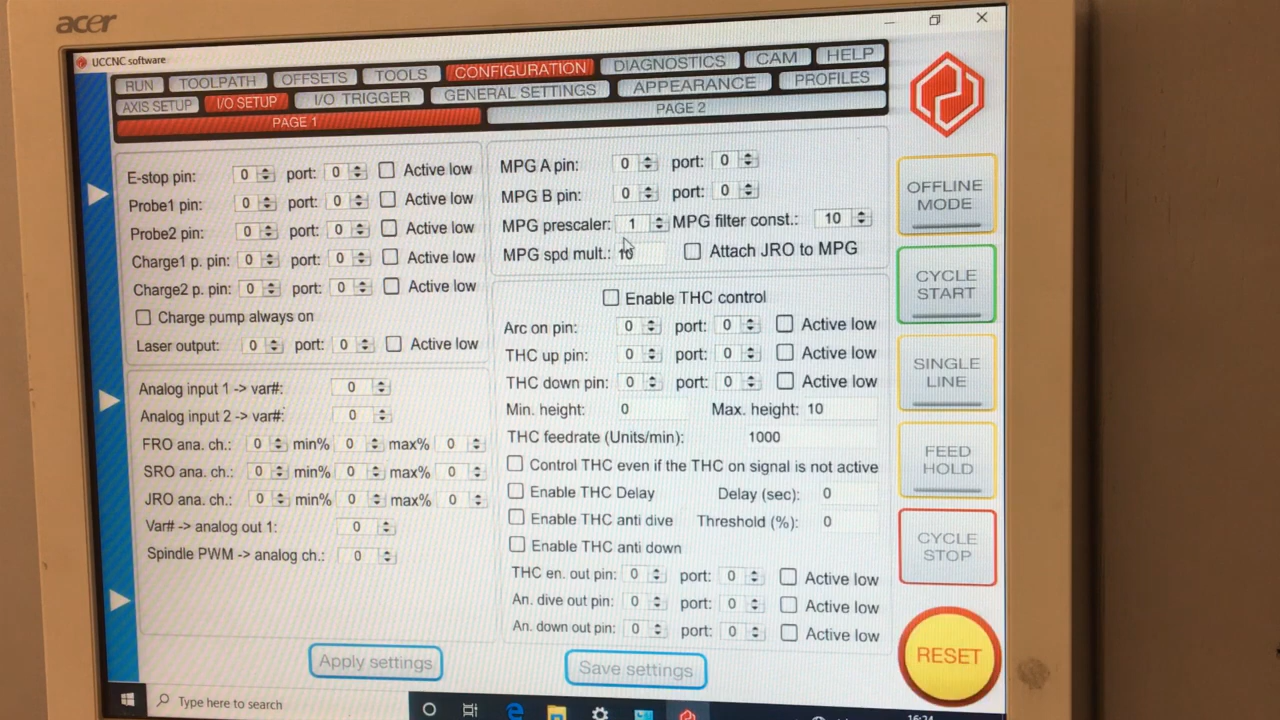 acer
UCCNC software
RUN TOOLPATH OFFSETS TOOLS CONFIGURATION DIAGNOSTICS CAM HELP
AXIS SETUP I/O SETUP I/O TRIGGER GENERAL SETTINGS APPEARANCE PROFILES
PAGE 1 PAGE 2
E-stop pin: 0 port: 0 Active low
Probe1 pin: 0 port: 0 Active low
Probe2 pin: 0 port: 0 Active low
Charge1 p. pin: 0 port: 0 Active low
Charge2 p. pin: 0 port: 0 Active low
Charge pump always on
Laser output: 0 port: 0 Active low
Analog input 1 -> var#: 0
Analog input 2 -> var#: 0
FRO ana. ch.: 0 min% 0 max% 0
SRO ana. ch.: 0 min% 0 max% 0
JRO ana. ch.: 0 min% 0 max% 0
Var# -> analog out 1: 0
Spindle PWM -> analog ch.: 0
MPG A pin: 0 port: 0
MPG B pin: 0 port: 0
MPG prescaler: 1 MPG filter const.: 10
MPG spd mult.: 10 Attach JRO to MPG
Enable THC control
Arc on pin: 0 port: 0 Active low
THC up pin: 0 port: 0 Active low
THC down pin: 0 port: 0 Active low
Min. height: 0 Max. height: 10
THC feedrate (Units/min): 1000
Control THC even if the THC on signal is not active
Enable THC Delay Delay (sec): 0
Enable THC anti dive Threshold (%): 0
Enable THC anti down
THC en. out pin: 0 port: 0 Active low
An. dive out pin: 0 port: 0 Active low
An. down out pin: 0 port: 0 Active low
Apply settings Save settings
OFFLINE
MODE
CYCLE
START
SINGLE
LINE
FEED
HOLD
CYCLE
STOP
RESET
Type here to search